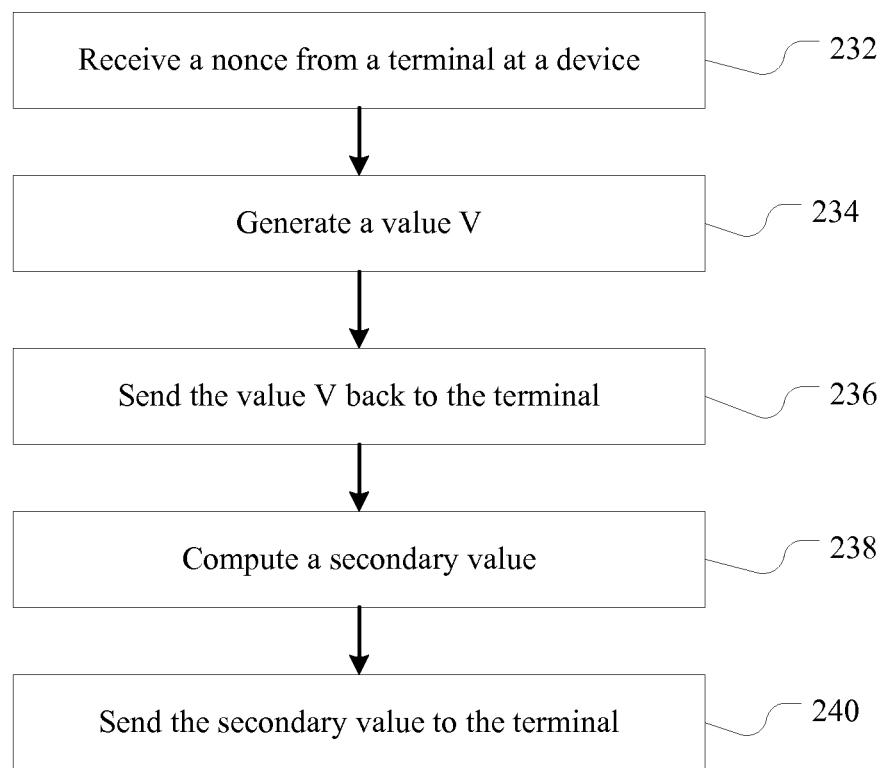 Receive a nonce from a terminal at a device
232
Generate a value V
234
Send the value V back to the terminal
236
Compute a secondary value
238
Send the secondary value to the terminal
240